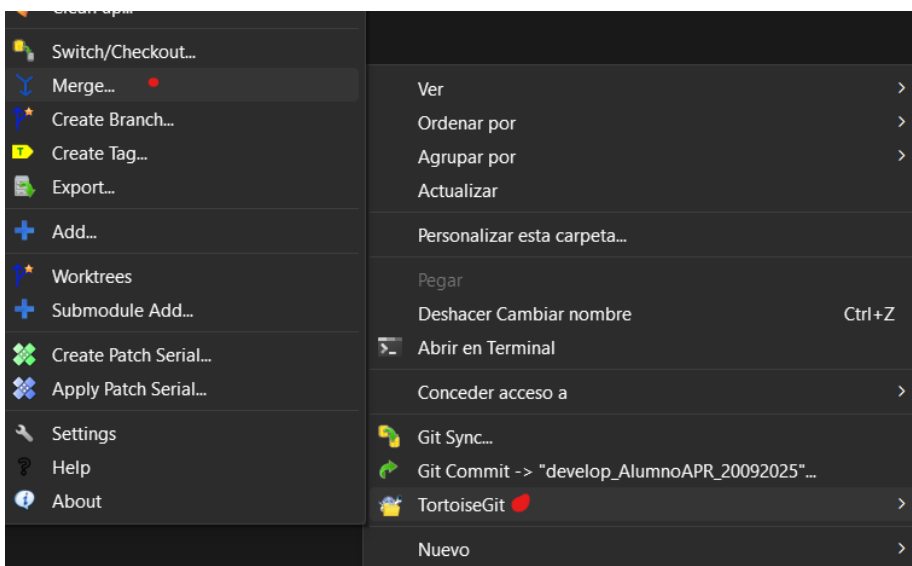 Clean up...
Switch/Checkout...
Merge...
Create Branch...
Create Tag...
Export...
Add...
Worktrees
Submodule Add...
Create Patch Serial...
Apply Patch Serial...
Settings
Help
About
Ver
Ordenar por
Agrupar por
Actualizar
Personalizar esta carpeta...
Pegar
Deshacer Cambiar nombre Ctrl+Z
Abrir en Terminal
Conceder acceso a
Git Sync...
Git Commit -> "develop_AlumnoAPR_20092025"...
TortoiseGit
Nuevo